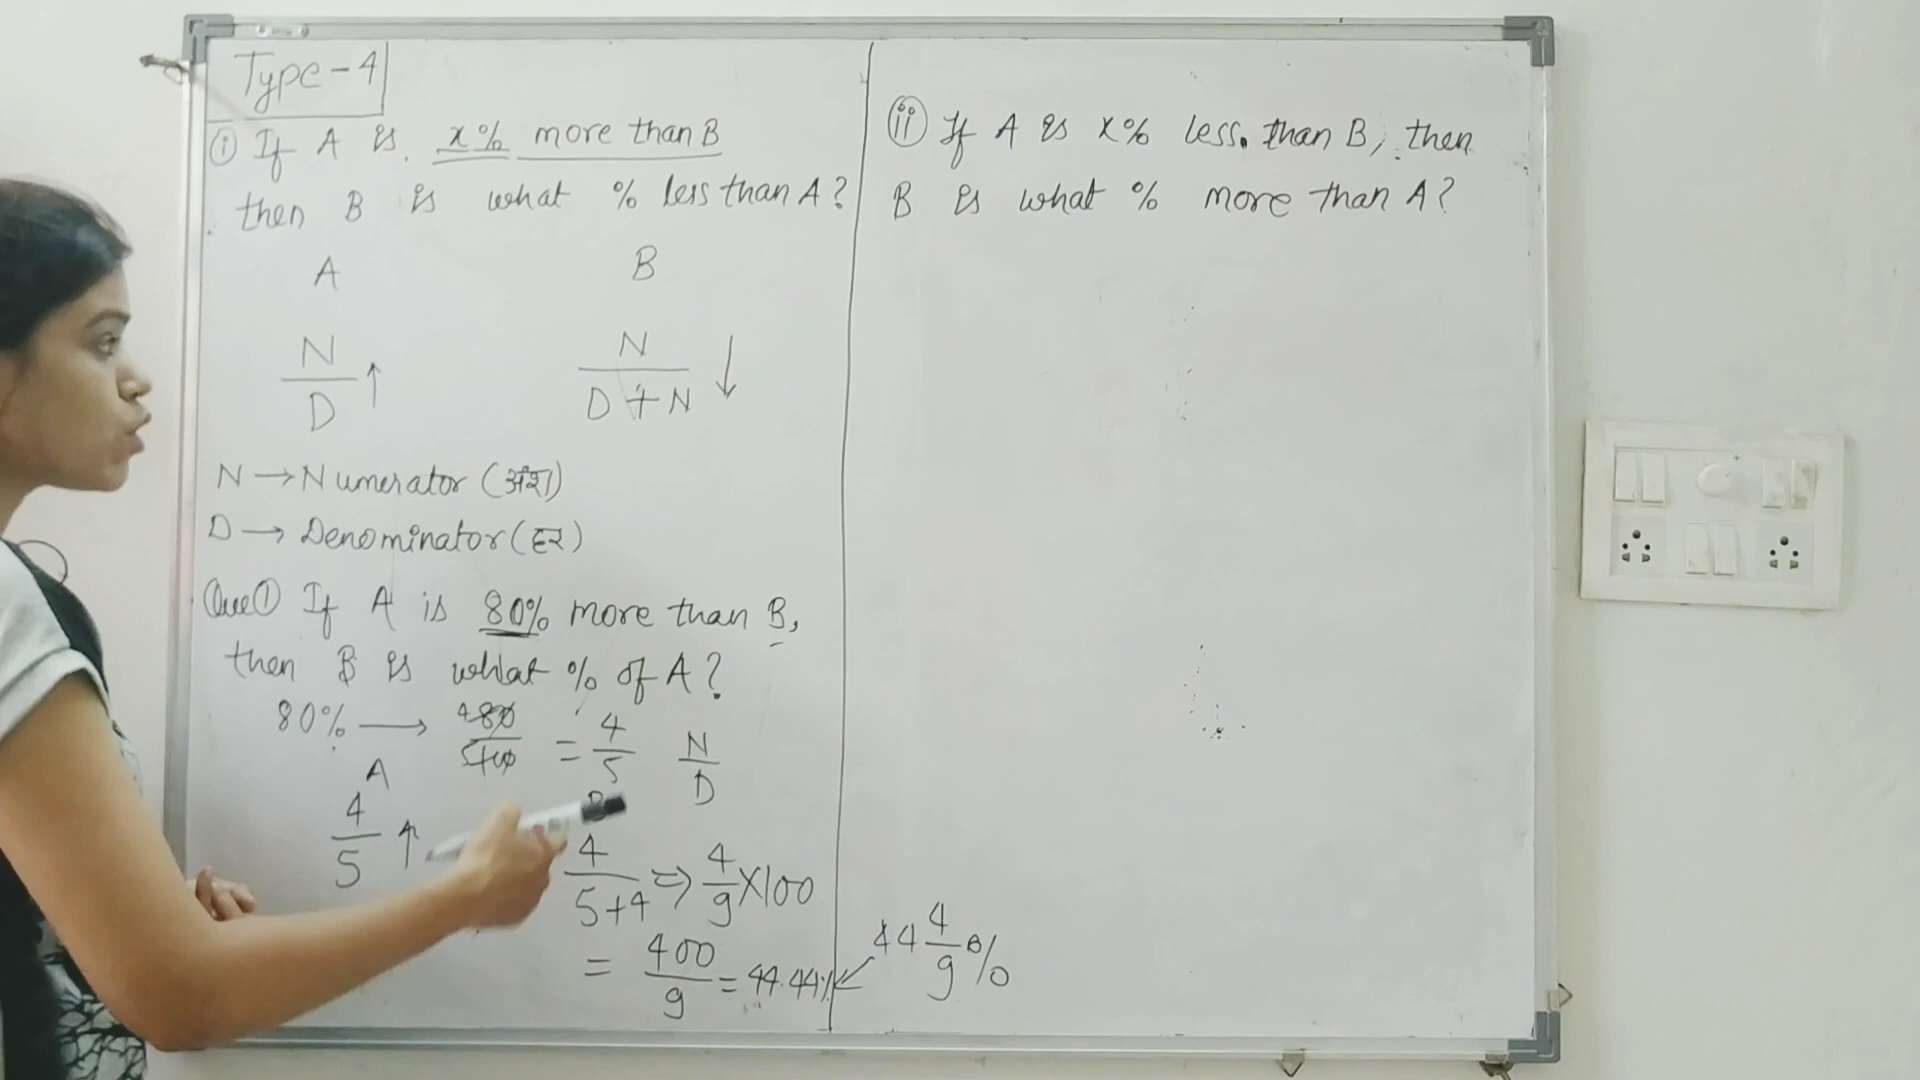 Type-4
① If A is x% more than B
then B is what % less than A?
A B
N/D ↑ N/D+N ↓
N → Numerator (अंश)
D → Denominator (हर)
Que① If A is 80% more than B,
then B is what % of A?
80% → 80/100 = 4/5 N/D
A B
4/5 ↑ 4/5+4 ⇒ 4/9 × 100
= 400/9 = 44.44% ← 44 4/9 %
(ii) If A is x% less than B, then
B is what % more than A?